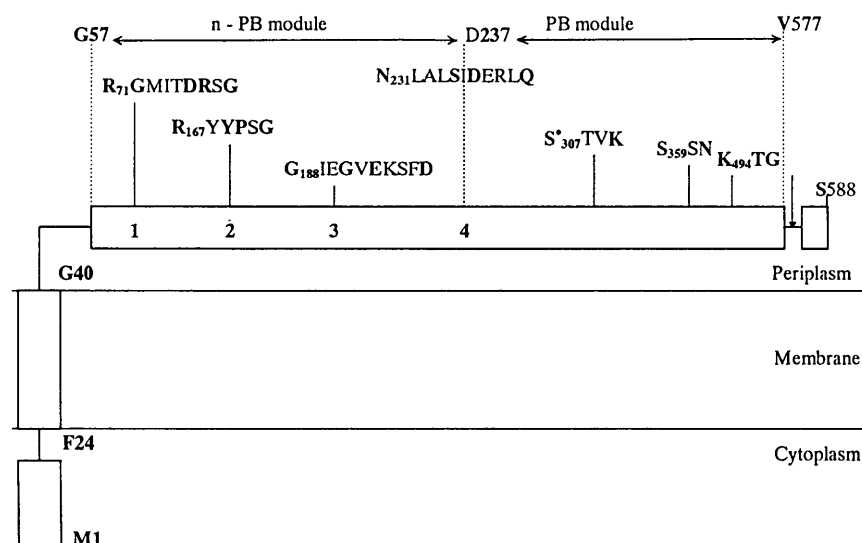 n - PB module PB module
G57 D237 V577
N231LALSIDERLQ
R71GMITDRSG
R167YYPSG
S*307TVK
S359SN
K494TG
G188IEGVEKSFD
S588
1 2 3 4
G40
Periplasm
Membrane
F24
Cytoplasm
M1